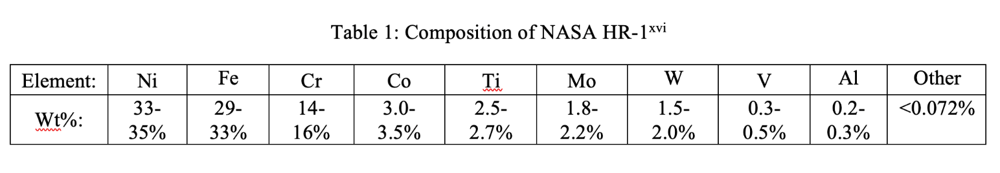 Table 1: Composition of NASA HR-1xvi
Element: Ni Fe Cr Co Ti Mo W V Al Other
Wt%: 33-35% 29-33% 14-16% 3.0-3.5% 2.5-2.7% 1.8-2.2% 1.5-2.0% 0.3-0.5% 0.2-0.3% <0.072%